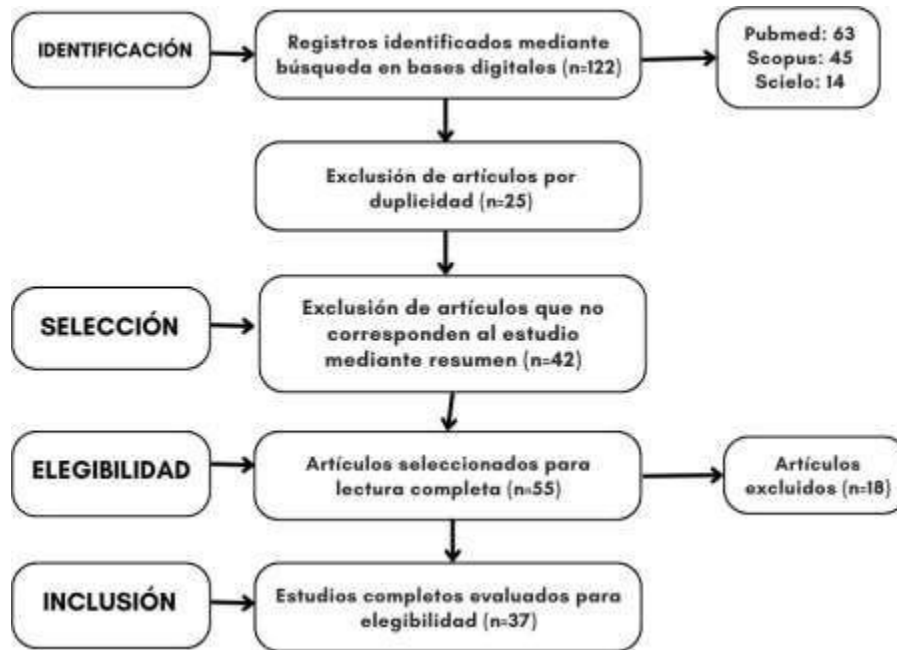 IDENTIFICACIÓN
Registros identificados mediante
búsqueda en bases digitales (n=122)
Pubmed: 63
Scopus: 45
Scielo: 14
Exclusión de artículos por
duplicidad (n=25)
SELECCIÓN
Exclusión de artículos que no
corresponden al estudio
mediante resumen (n=42)
ELEGIBILIDAD
Artículos seleccionados para
lectura completa (n=55)
Artículos
excluidos (n=18)
INCLUSIÓN
Estudios completos evaluados para
elegibilidad (n=37)